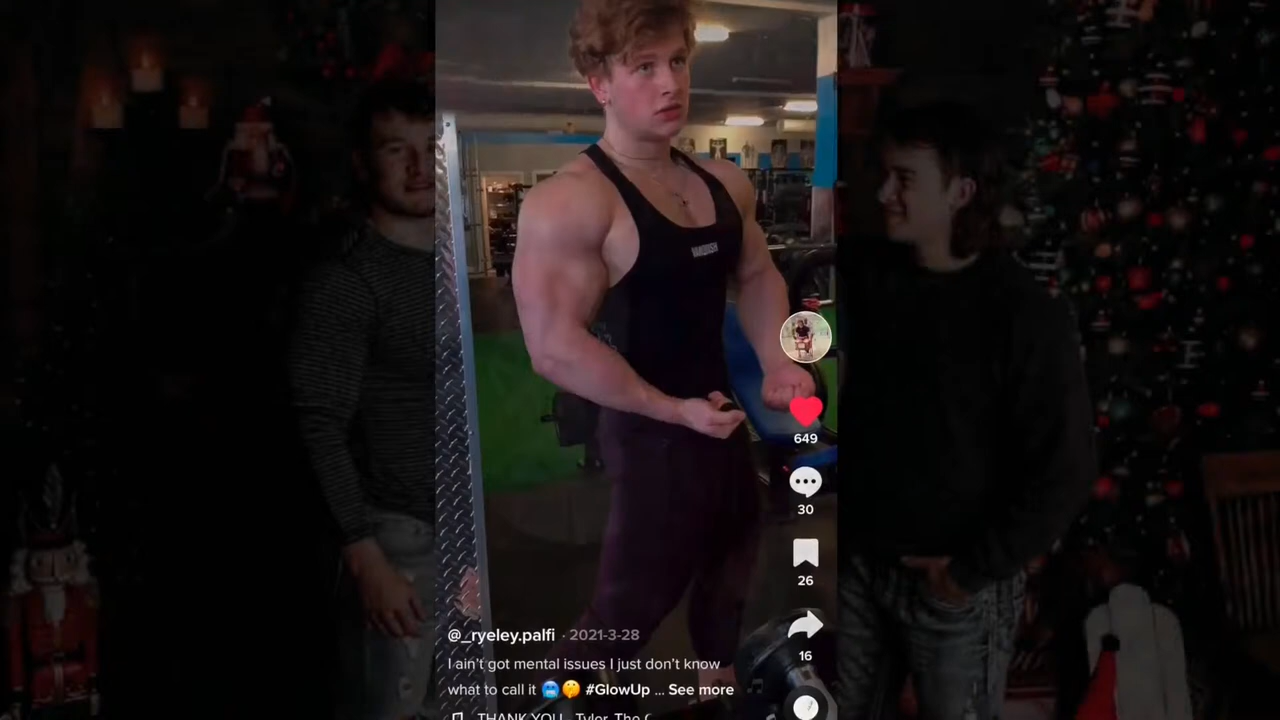 649
30
26
16
@_ryeley.palfi · 2021-3-28
I ain't got mental issues I just don't know
what to call it 🥶🤫 #GlowUp ... See more
THANK YOU - Tyler, The